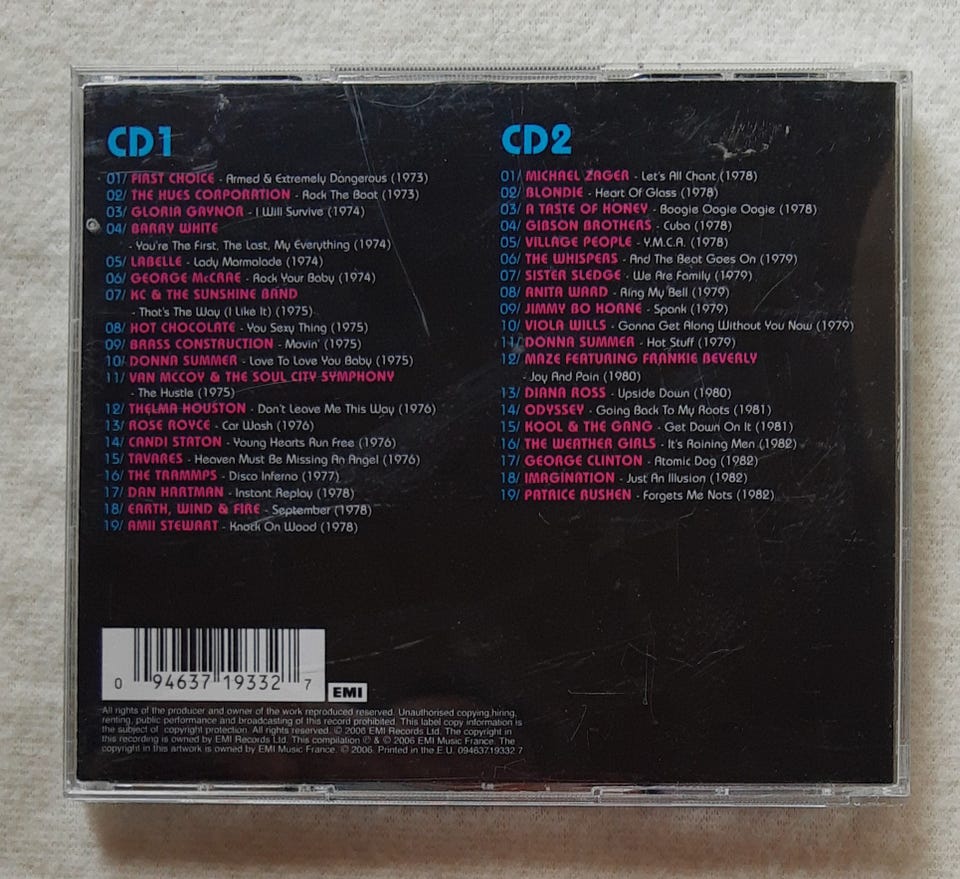 CD1
01/ FIRST CHOICE - Armed & Extremely Dangerous (1973)
02/ THE HUES CORPORATION - Rock The Boat (1973)
03/ GLORIA GAYNOR - I Will Survive (1974)
04/ BARRY WHITE
- You're The First, The Last, My Everything (1974)
05/ LABELLE - Lady Marmalade (1974)
06/ GEORGE McCRAE - Rock Your Baby (1974)
07/ KC & THE SUNSHINE BAND
- That's The Way (I Like It) (1975)
08/ HOT CHOCOLATE - You Sexy Thing (1975)
09/ BRASS CONSTRUCTION - Movin' (1975)
10/ DONNA SUMMER - Love To Love You Baby (1975)
11/ VAN MCCOY & THE SOUL CITY SYMPHONY
- The Hustle (1975)
12/ THELMA HOUSTON - Don't Leave Me This Way (1976)
13/ ROSE ROYCE - Car Wash (1976)
14/ CANDI STATON - Young Hearts Run Free (1976)
15/ TAVARES - Heaven Must Be Missing An Angel (1976)
16/ THE TRAMMPS - Disco Inferno (1977)
17/ DAN HARTMAN - Instant Replay (1978)
18/ EARTH, WIND & FIRE - September (1978)
19/ AMII STEWART - Knock On Wood (1978)
CD2
01/ MICHAEL ZAGER - Let's All Chant (1978)
02/ BLONDIE - Heart Of Glass (1978)
03/ A TASTE OF HONEY - Boogie Oogie Oogie (1978)
04/ GIBSON BROTHERS - Cuba (1978)
05/ VILLAGE PEOPLE - Y.M.C.A. (1978)
06/ THE WHISPERS - And The Beat Goes On (1979)
07/ SISTER SLEDGE - We Are Family (1979)
08/ ANITA WARD - Ring My Bell (1979)
09/ JIMMY BO HORNE - Spank (1979)
10/ VIOLA WILLS - Gonna Get Along Without You Now (1979)
11/ DONNA SUMMER - Hot Stuff (1979)
12/ MAZE FEATURING FRANKIE BEVERLY
- Joy And Pain (1980)
13/ DIANA ROSS - Upside Down (1980)
14/ ODYSSEY - Going Back To My Roots (1981)
15/ KOOL & THE GANG - Get Down On It (1981)
16/ THE WEATHER GIRLS - It's Raining Men (1982)
17/ GEORGE CLINTON - Atomic Dog (1982)
18/ IMAGINATION - Just An Illusion (1982)
19/ PATRICE RUSHEN - Forgets Me Nots (1982)
0 94637 19332 7
EMI
All rights of the producer and owner of the work reproduced reserved. Unauthorised copying, hiring,
renting, public performance and broadcasting of this record prohibited. This label copy information is
the subject of copyright protection. All rights reserved. © 2006 EMI Records Ltd. The copyright in
this recording is owned by EMI Records Ltd. This compilation ℗ & © 2006 EMI Music France. The
copyright in this artwork is owned by EMI Music France. © 2006. Printed in the E.U. 094637193327